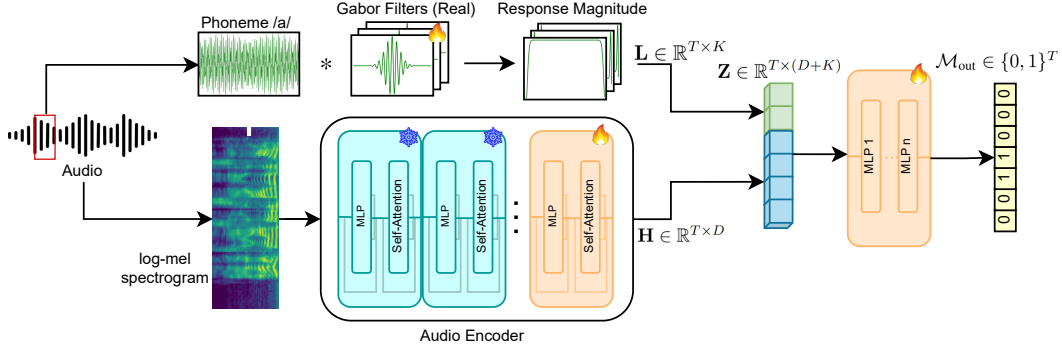 Phoneme /a/
Gabor Filters (Real)
Response Magnitude
*
L ∈ ℝ^{T×K}
Z ∈ ℝ^{T×(D+K)}
𝓜_out ∈ {0, 1}^T
Audio
log-mel
spectrogram
MLP
Self-Attention
MLP
Self-Attention
MLP
Self-Attention
Audio Encoder
H ∈ ℝ^{T×D}
MLP 1
MLP n
0 0 1 1 0 0 0